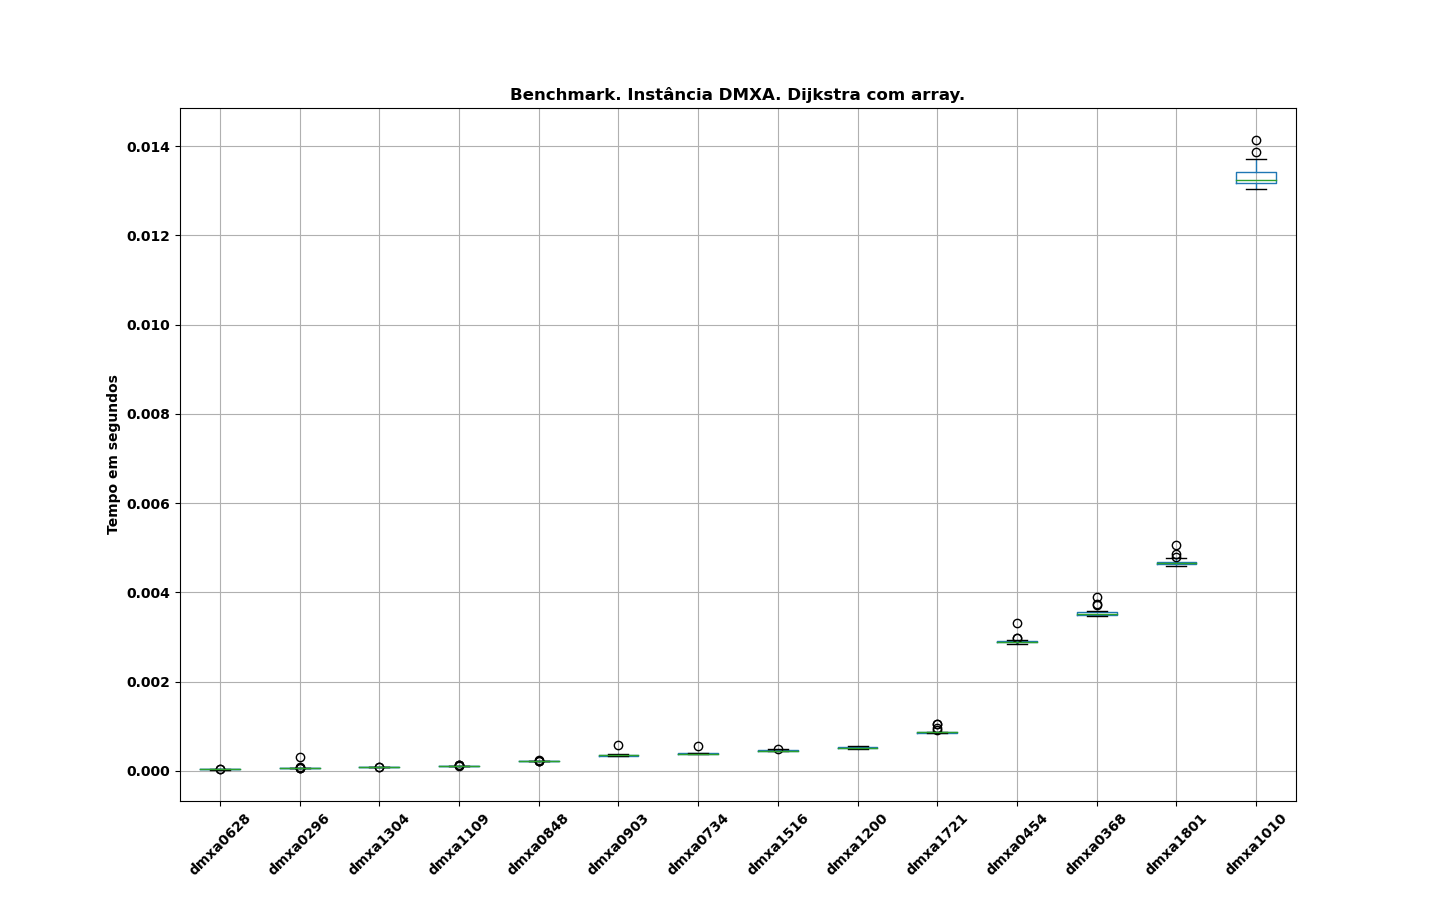 Benchmark. Instância DMXA. Dijkstra com array.
0.014
0.012
0.010
0.008
0.006
0.004
0.002
0.000
Tempo em segundos
dmxa0628
dmxa0296
dmxa1304
dmxa1109
dmxa0848
dmxa0903
dmxa0734
dmxa1516
dmxa1200
dmxa1721
dmxa0454
dmxa0368
dmxa1801
dmxa1010